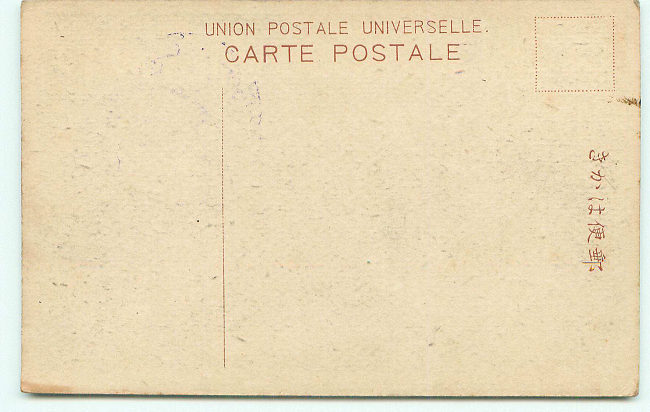 UNION POSTALE UNIVERSELLE.
CARTE POSTALE
郵便はかき